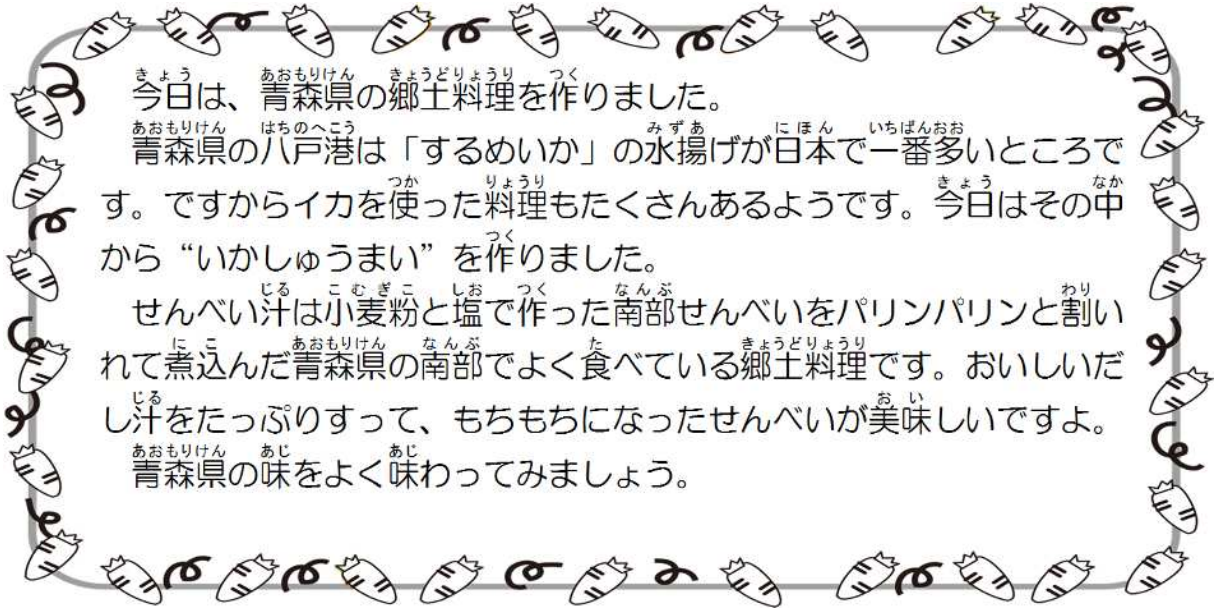 今日は、青森県の郷土料理を作りました。
青森県の八戸港は「するめいか」の水揚げが日本で一番多いところで
す。ですからイカを使った料理もたくさんあるようです。今日はその中
から“いかしゅうまい”を作りました。
せんべい汁は小麦粉と塩で作った南部せんべいをパリンパリンと割い
れて煮込んだ青森県の南部でよく食べている郷土料理です。おいしいだ
し汁をたっぷりすって、もちもちになったせんべいが美味しいですよ。
青森県の味をよく味わってみましょう。